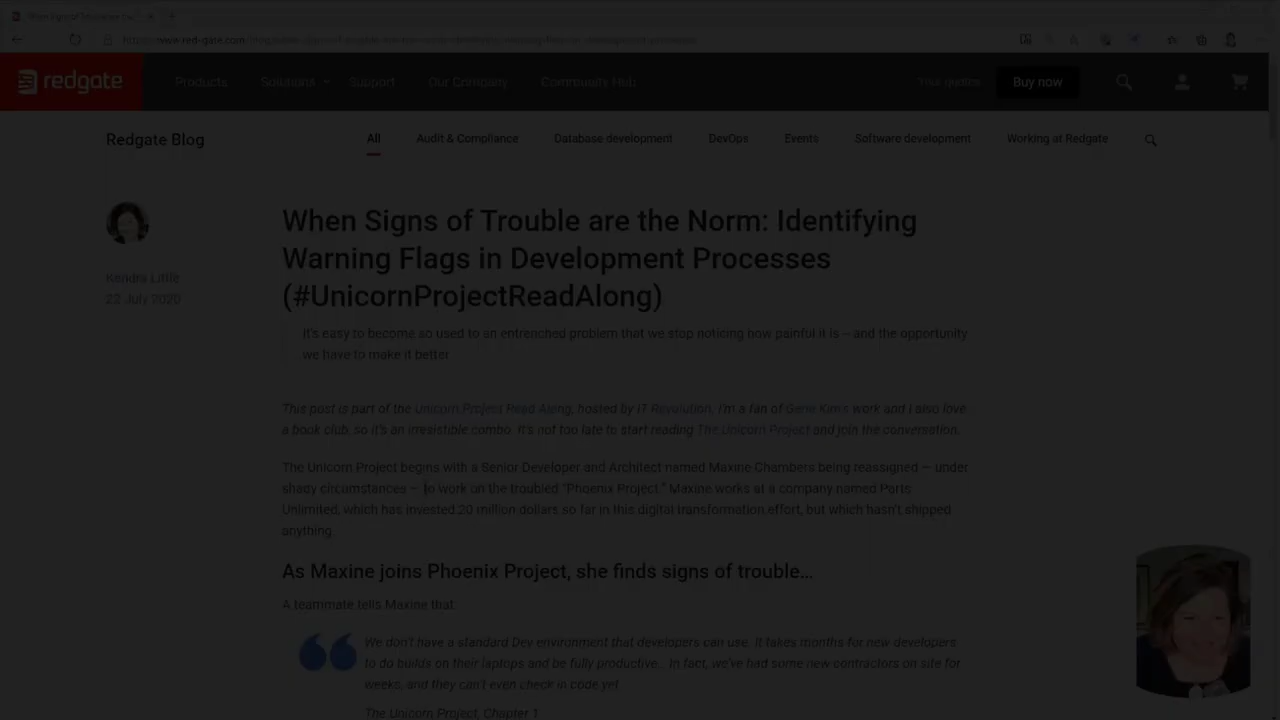 redgate
Products
Solutions
Support
Our Company
Community Hub
Your quotes
Buy now
Redgate Blog
All
Audit & Compliance
Database development
DevOps
Events
Software development
Working at Redgate
When Signs of Trouble are the Norm: Identifying
Warning Flags in Development Processes
(#UnicornProjectReadAlong)
Kendra Little
22 July 2020
It's easy to become so used to an entrenched problem that we stop noticing how painful it is – and the opportunity
we have to make it better
This post is part of the Unicorn Project Read Along, hosted by IT Revolution. I'm a fan of Gene Kim's work and I also love
a book club, so it's an irresistible combo. It's not too late to start reading The Unicorn Project and join the conversation.
The Unicorn Project begins with a Senior Developer and Architect named Maxine Chambers being reassigned – under
shady circumstances – to work on the troubled "Phoenix Project." Maxine works at a company named Parts
Unlimited, which has invested 20 million dollars so far in this digital transformation effort, but which hasn't shipped
anything.
As Maxine joins Phoenix Project, she finds signs of trouble…
A teammate tells Maxine that:
We don't have a standard Dev environment that developers can use. It takes months for new developers
to do builds on their laptops and be fully productive… In fact, we've had some new contractors on site for
weeks, and they can't even check in code yet.
The Unicorn Project, Chapter 1